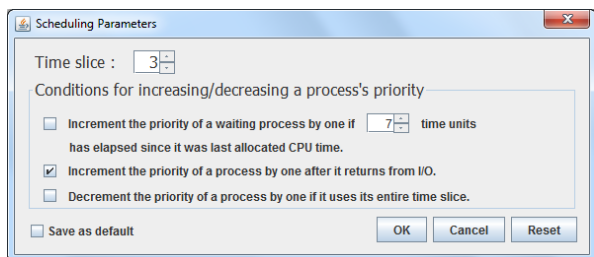 Scheduling Parameters
Time slice : 3
Conditions for increasing/decreasing a process's priority
Increment the priority of a waiting process by one if 7 time units
has elapsed since it was last allocated CPU time.
Increment the priority of a process by one after it returns from I/O.
Decrement the priority of a process by one if it uses its entire time slice.
Save as default OK Cancel Reset